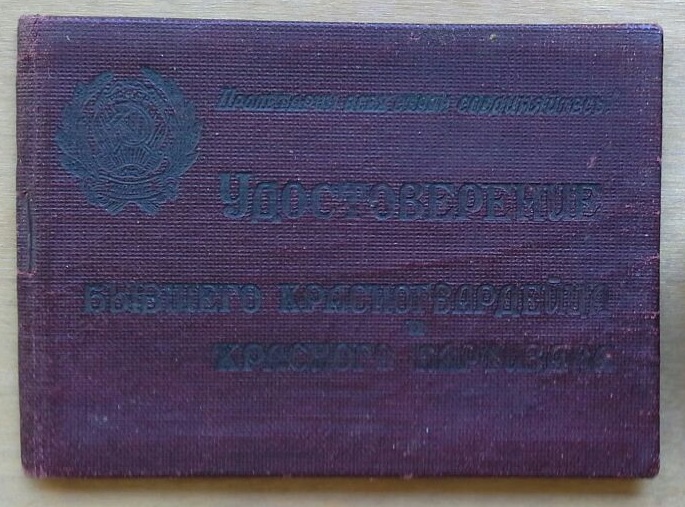 Пролетарии всех стран, соединяйтесь!
УДОСТОВЕРЕНИЕ
БЫВШЕГО КРАСНОГВАРДЕЙЦА
И
КРАСНОГО ПАРТИЗАНА